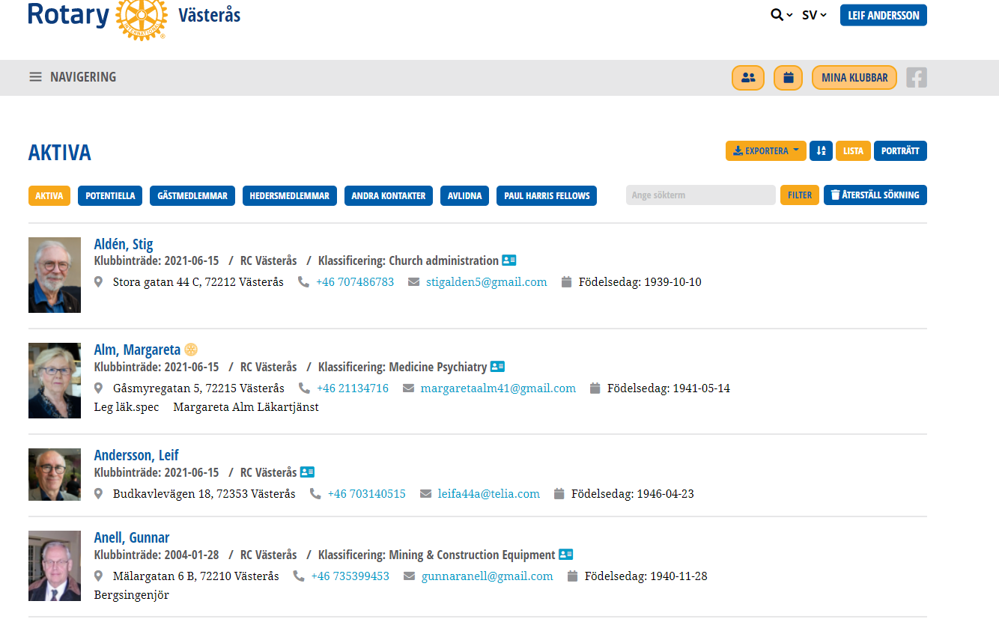 Rotary Västerås
SV
LEIF ANDERSSON
NAVIGERING
MINA KLUBBAR
AKTIVA
EXPORTERA
LISTA
PORTRÄTT
AKTIVA
POTENTIELLA
GÄSTMEDLEMMAR
HEDERSMEDLEMMAR
ANDRA KONTAKTER
AVLIDNA
PAUL HARRIS FELLOWS
Ange sökterm
FILTER
ÅTERSTÄLL SÖKNING
Aldén, Stig
Klubbinträde: 2021-06-15 / RC Västerås / Klassificering: Church administration
Stora gatan 44 C, 72212 Västerås +46 707486783 stigalden5@gmail.com Födelsedag: 1939-10-10
Alm, Margareta
Klubbinträde: 2021-06-15 / RC Västerås / Klassificering: Medicine Psychiatry
Gåsmyregatan 5, 72215 Västerås +46 21134716 margaretaalm41@gmail.com Födelsedag: 1941-05-14
Leg läk.spec Margareta Alm Läkartjänst
Andersson, Leif
Klubbinträde: 2021-06-15 / RC Västerås
Budkavlevägen 18, 72353 Västerås +46 703140515 leifa44a@telia.com Födelsedag: 1946-04-23
Anell, Gunnar
Klubbinträde: 2004-01-28 / RC Västerås / Klassificering: Mining & Construction Equipment
Mälargatan 6 B, 72210 Västerås +46 735399453 gunnaranell@gmail.com Födelsedag: 1940-11-28
Bergsingenjör